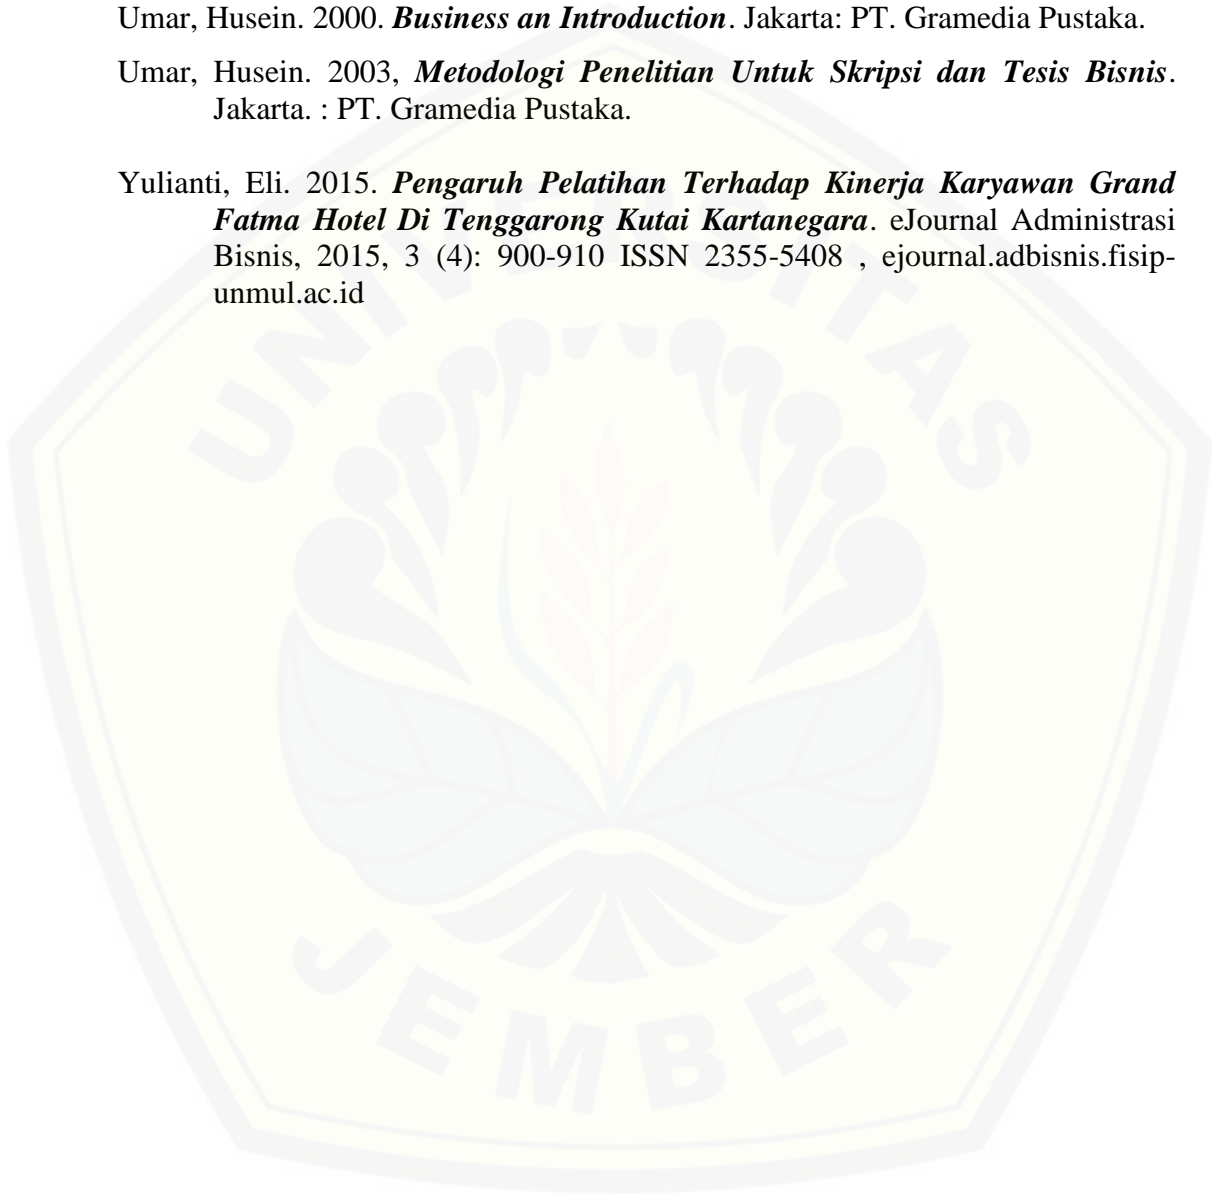 Umar, Husein. 2000. Business an Introduction. Jakarta: PT. Gramedia Pustaka.
Umar, Husein. 2003, Metodologi Penelitian Untuk Skripsi dan Tesis Bisnis.
Jakarta. : PT. Gramedia Pustaka.
Yulianti, Eli. 2015. Pengaruh Pelatihan Terhadap Kinerja Karyawan Grand
Fatma Hotel Di Tenggarong Kutai Kartanegara. eJournal Administrasi
Bisnis, 2015, 3 (4): 900-910 ISSN 2355-5408 , ejournal.adbisnis.fisip-
unmul.ac.id
UNIVERSITAS
JEMBER